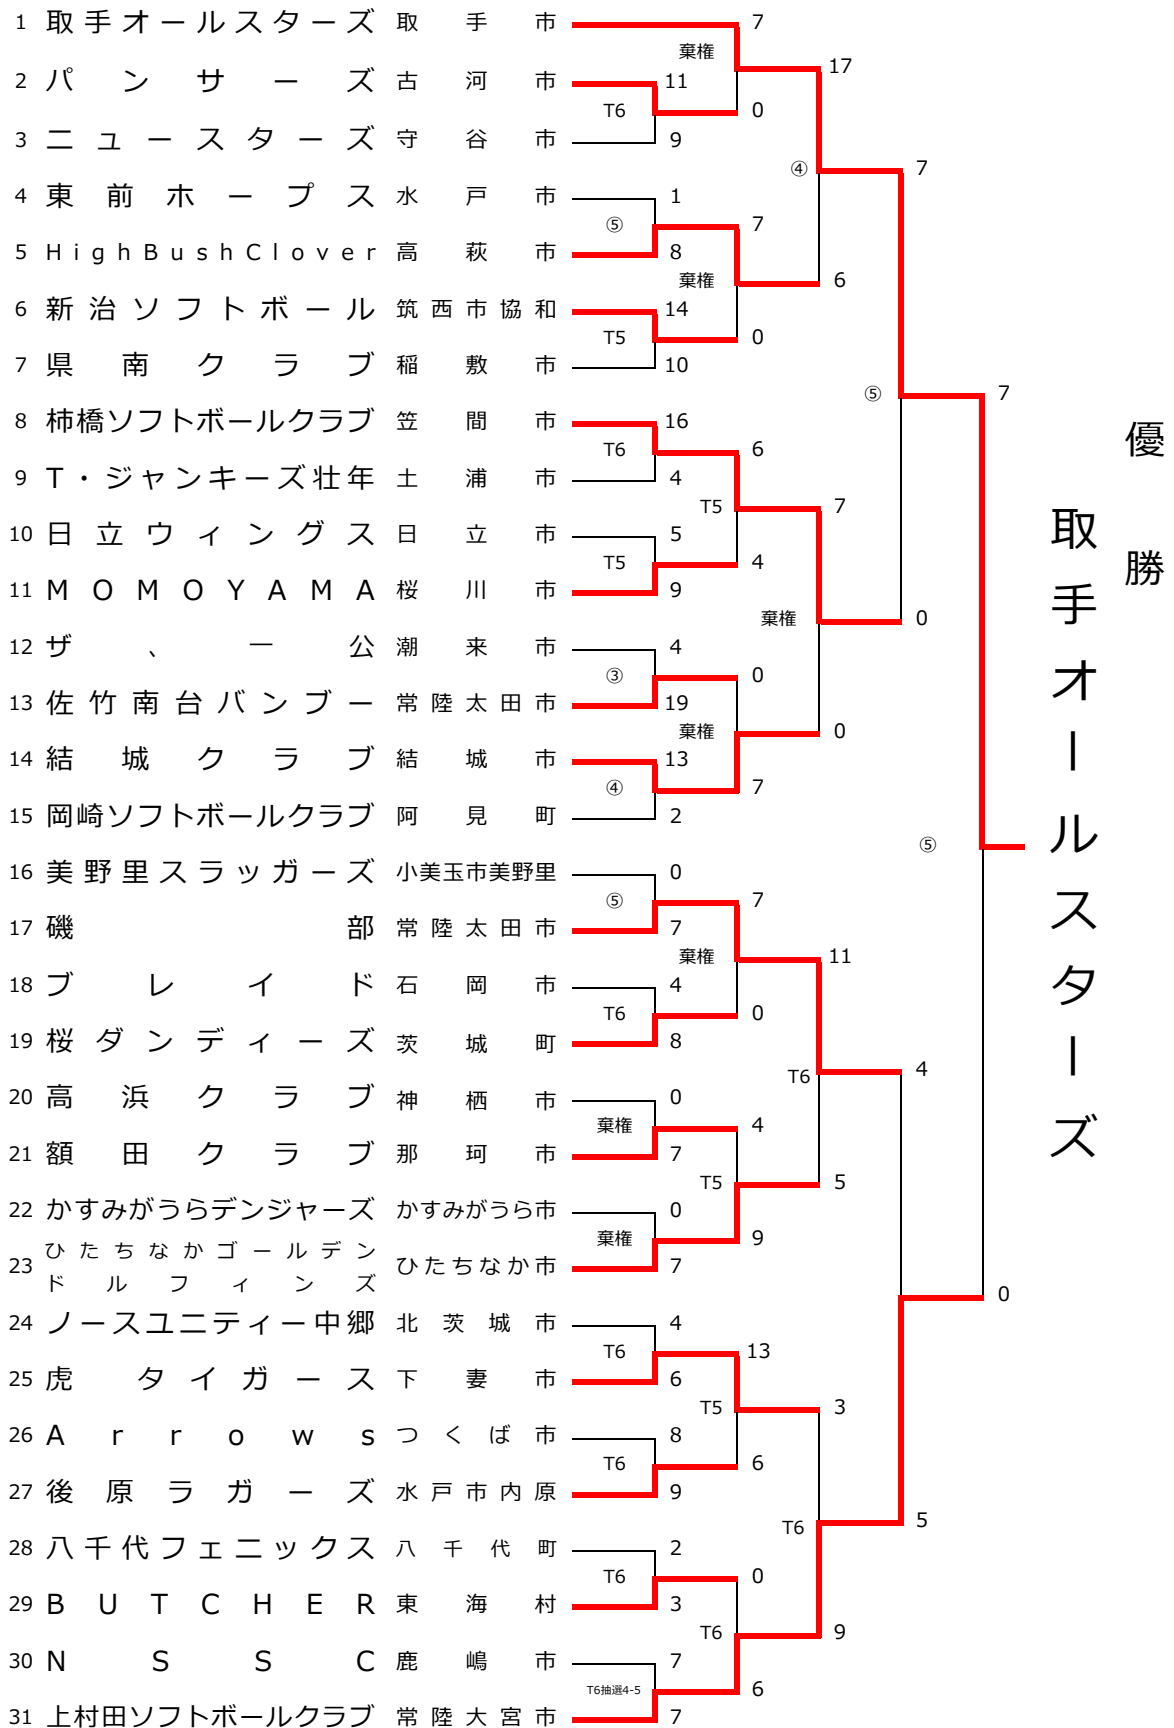 1 取手オールスターズ 取手市 7
棄権 17
2 パンサーズ 古河市 11
T6 0
3 ニュースターズ 守谷市 9
④ 7
4 東前ホープス 水戸市 1
⑤ 7
5 HighBushClover 高萩市 8
棄権 6
6 新治ソフトボール 筑西市協和 14
T5 0
7 県南クラブ 稲敷市 10
⑤ 7
8 柿橋ソフトボールクラブ 笠間市 16
T6 6
9 T・ジャンキーズ壮年 土浦市 4
T5 7
10 日立ウィングス 日立市 5
T5 4
11 MOMOYAMA 桜川市 9
棄権 0
12 ザ、一公 潮来市 4
③ 0
13 佐竹南台バンブー 常陸太田市 19
棄権 0
14 結城クラブ 結城市 13
④ 7
15 岡崎ソフトボールクラブ 阿見町 2
⑤
16 美野里スラッガーズ 小美玉市美野里 0
⑤ 7
17 磯部 常陸太田市 7
棄権 11
18 ブレイド 石岡市 4
T6 0
19 桜ダンディーズ 茨城町 8
T6 4
20 高浜クラブ 神栖市 0
棄権 4
21 額田クラブ 那珂市 7
T5 5
22 かすみがうらデンジャーズ かすみがうら市 0
棄権 9
23 ひたちなかゴールデン
ドルフィンズ ひたちなか市 7
0
24 ノースユニティー中郷 北茨城市 4
T6 13
25 虎タイガース 下妻市 6
T5 3
26 Arrows つくば市 8
T6 6
27 後原ラガーズ 水戸市内原 9
T6 5
28 八千代フェニックス 八千代町 2
T6 0
29 BUTCHER 東海村 3
T6 9
30 NSSC 鹿嶋市 7
T6抽選4-5 6
31 上村田ソフトボールクラブ 常陸大宮市 7
優勝
取手オールスターズ